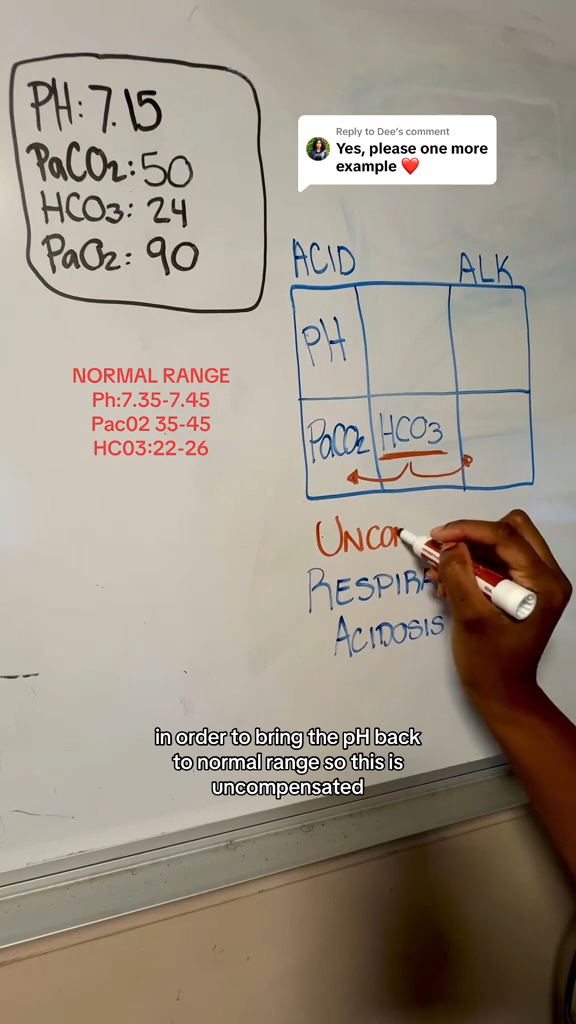 PH: 7.15
PaCO2: 50
HCO3: 24
PaO2: 90
Reply to Dee's comment
Yes, please one more
example ❤️
ACID
ALK
PH
PaCO2
HCO3
NORMAL RANGE
Ph:7.35-7.45
Pac02 35-45
HC03:22-26
UNCO
RESPIRA
ACIDOSIS
in order to bring the pH back
to normal range so this is
uncompensated